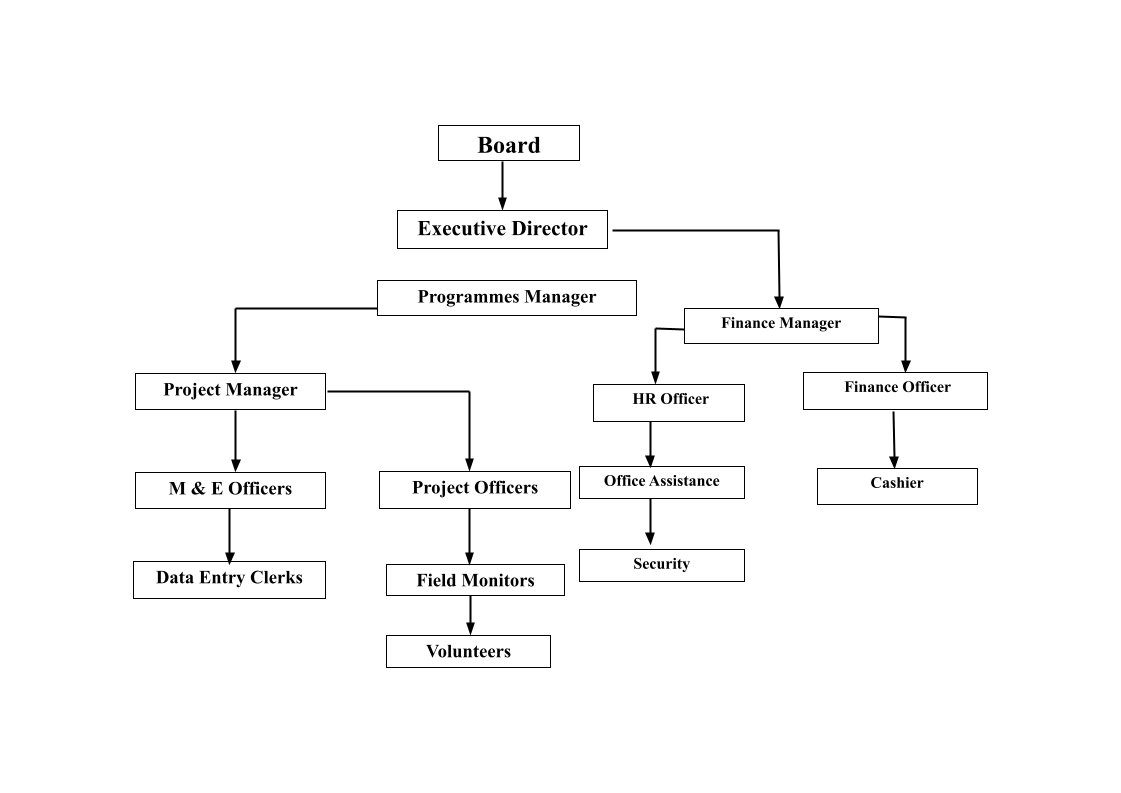 Board
Executive Director
Programmes Manager
Finance Manager
Project Manager
HR Officer
Finance Officer
M & E Officers
Project Officers
Office Assistance
Cashier
Data Entry Clerks
Field Monitors
Security
Volunteers